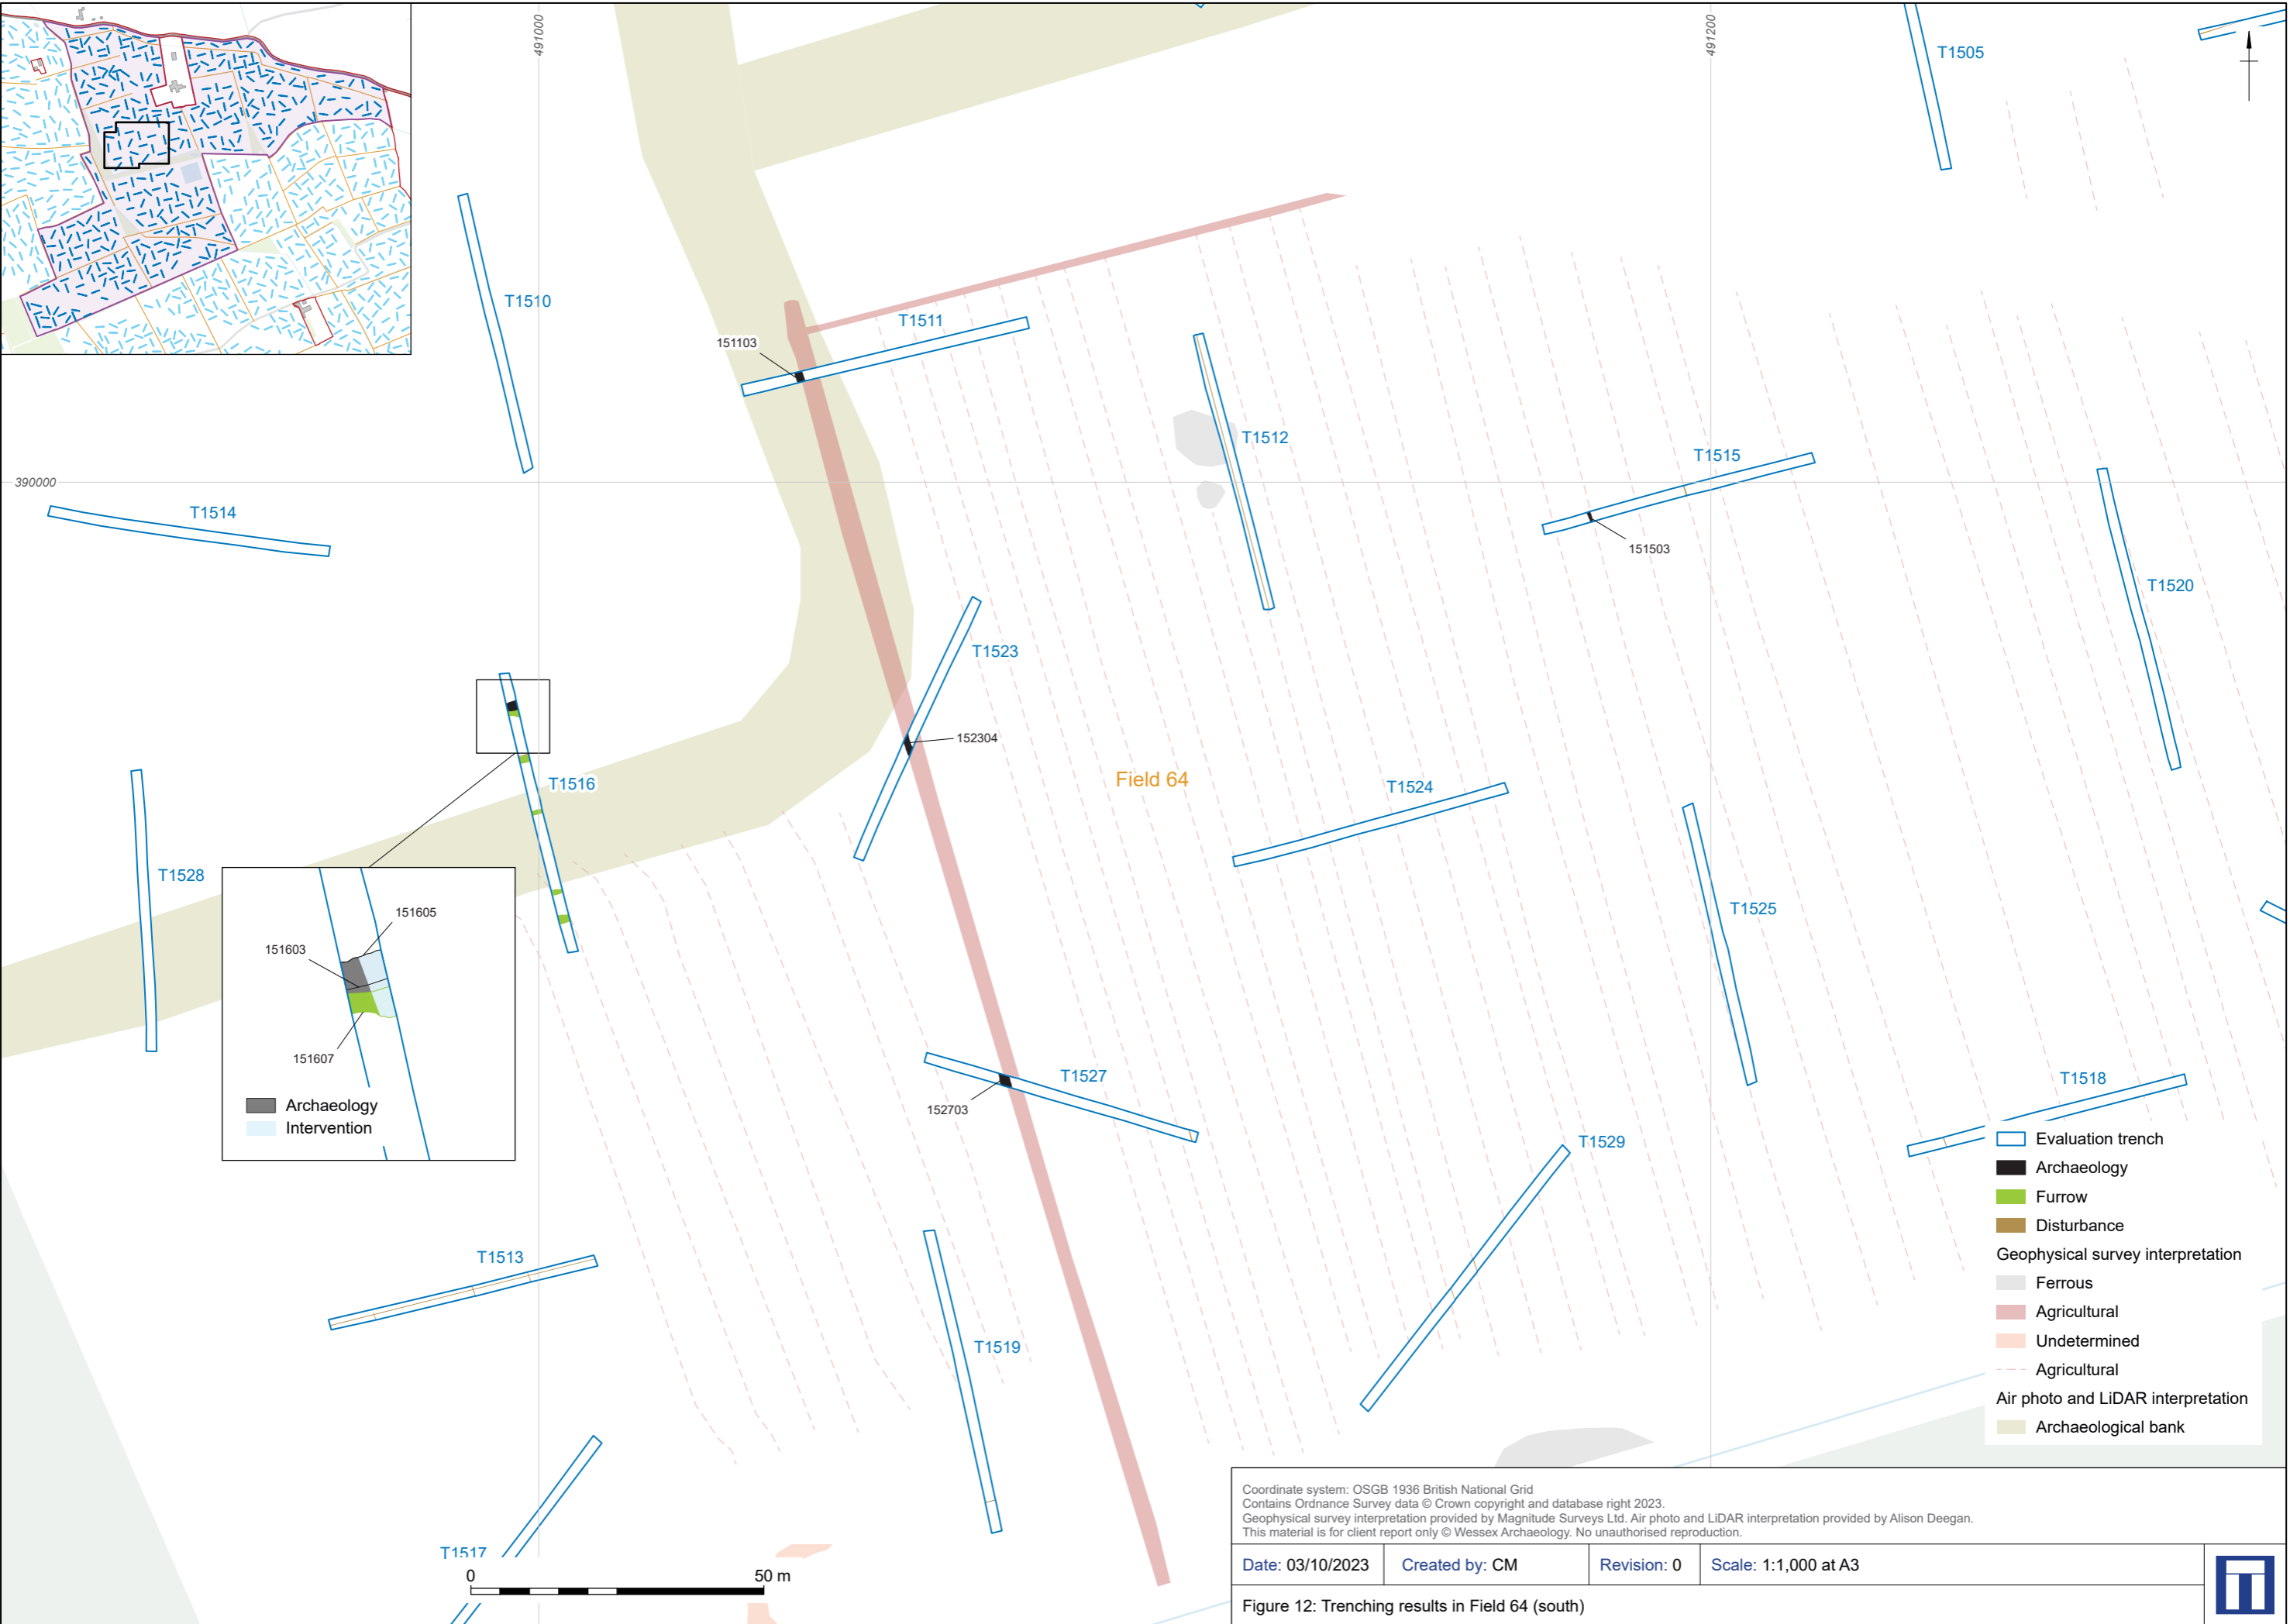 491000
491200
T1505
T1510
T1511
151103
T1512
T1515
390000
T1514
151503
T1520
T1523
152304
T1516
Field 64
T1524
T1528
T1525
151605
151603
151607
Archaeology
Intervention
T1527
152703
T1518
T1529
T1513
T1519
T1517
0
50 m
Evaluation trench
Archaeology
Furrow
Disturbance
Geophysical survey interpretation
Ferrous
Agricultural
Undetermined
Agricultural
Air photo and LiDAR interpretation
Archaeological bank
Coordinate system: OSGB 1936 British National Grid
Contains Ordnance Survey data © Crown copyright and database right 2023.
Geophysical survey interpretation provided by Magnitude Surveys Ltd. Air photo and LiDAR interpretation provided by Alison Deegan.
This material is for client report only © Wessex Archaeology. No unauthorised reproduction.
Date: 03/10/2023 Created by: CM Revision: 0 Scale: 1:1,000 at A3
Figure 12: Trenching results in Field 64 (south)